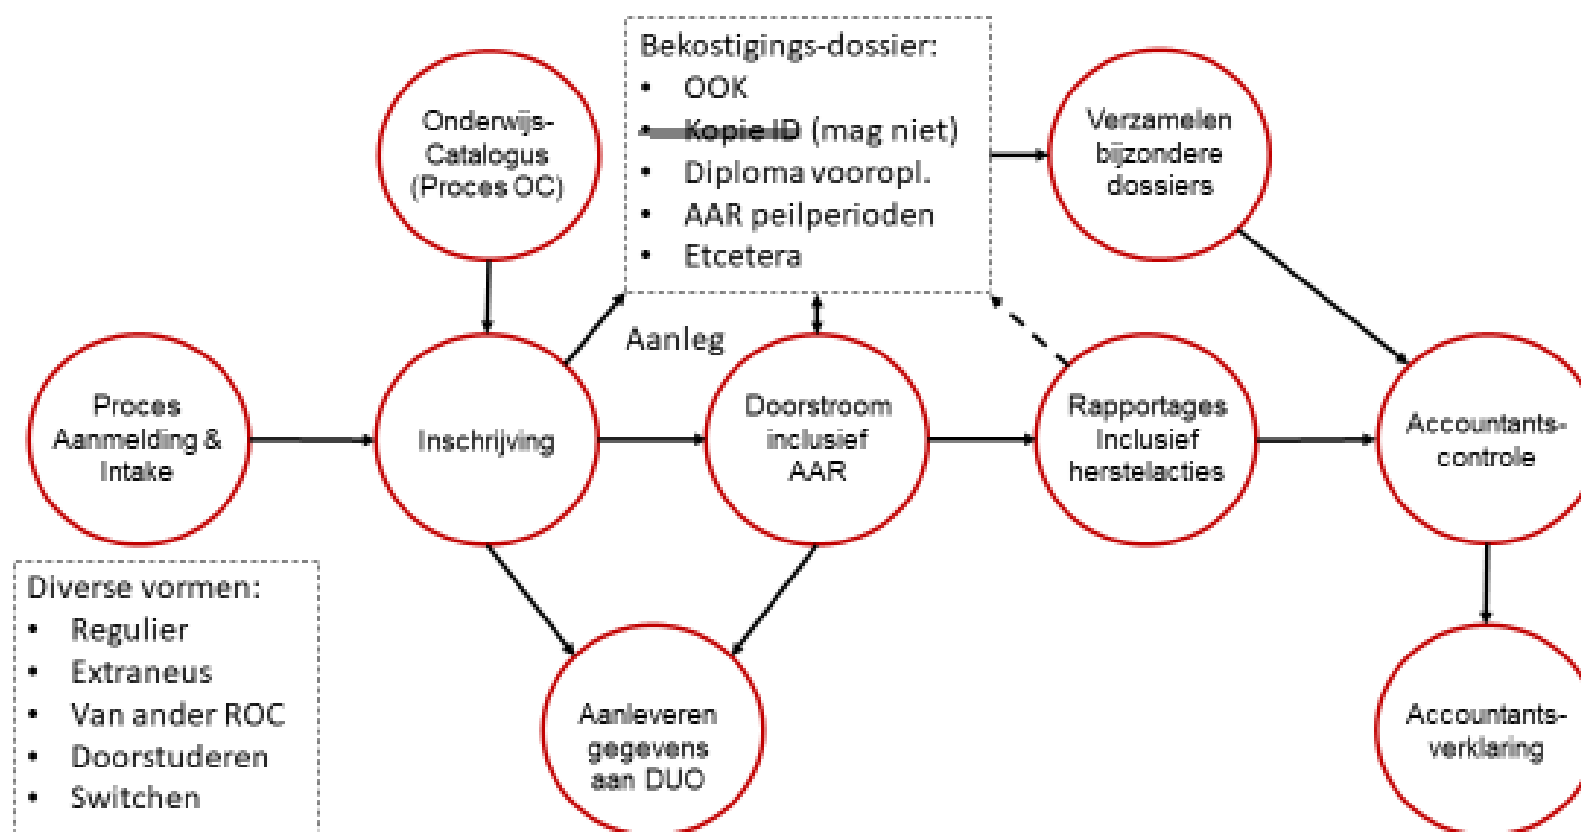 Bekostigings-dossier:
• OOK
• Kopie ID (mag niet)
• Diploma vooropl.
• AAR peilperioden
• Etcetera
Onderwijs-
Catalogus
(Proces OC)
Verzamelen
bijzondere
dossiers
Aanleg
Proces
Aanmelding &
Intake
Inschrijving
Doorstroom
inclusief
AAR
Rapportages
Inclusief
herstelacties
Accountants-
controle
Diverse vormen:
• Regulier
• Extraneus
• Van ander ROC
• Doorstuderen
• Switchen
Aanleveren
gegevens
aan DUO
Accountants-
verklaring